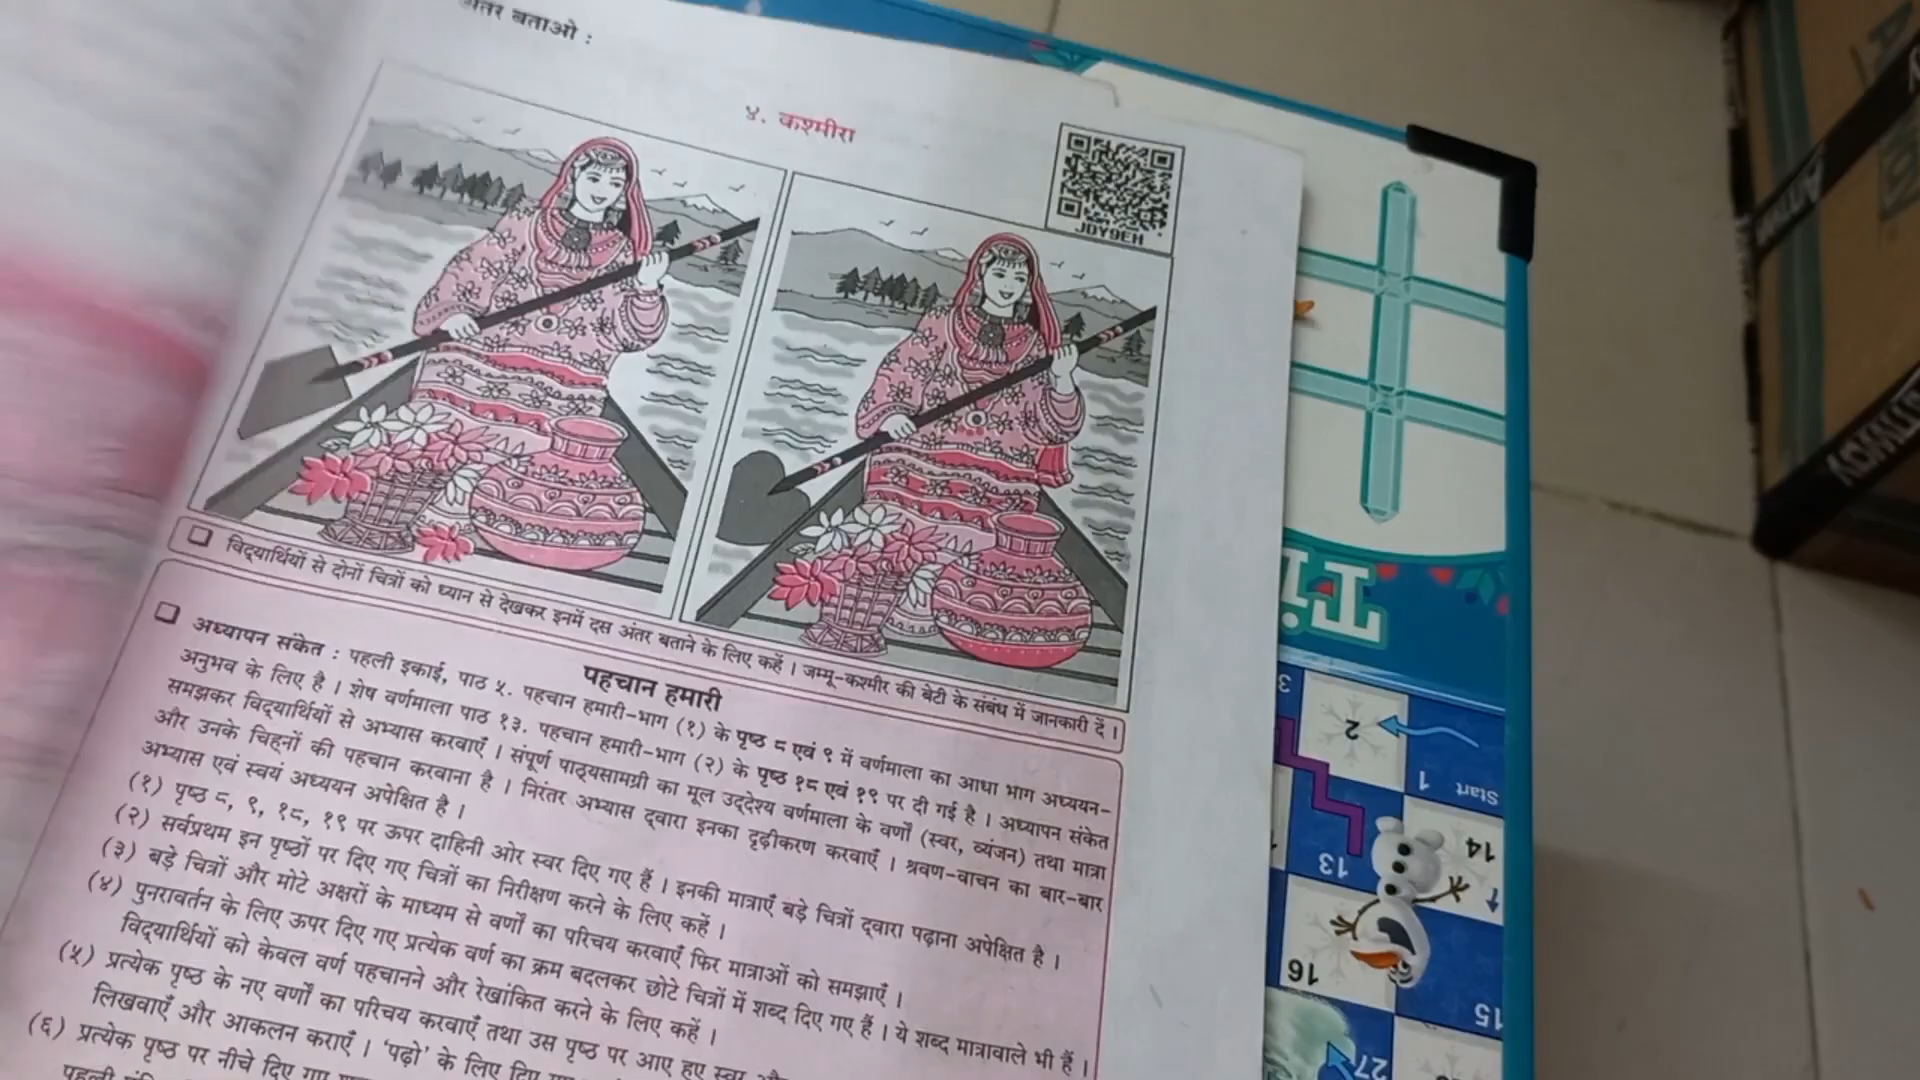 अंतर बताओ :
४. कश्मीरा
JDY9EH
विद्‌यार्थियों से दोनों चित्रों को ध्यान से देखकर इनमें दस अंतर बताने के लिए कहें । जम्मू-कश्मीर की बेटी के संबंध में जानकारी दें ।
पहचान हमारी
अध्यापन संकेत : पहली इकाई, पाठ ५. पहचान हमारी-भाग (१) के पृष्ठ ८ एवं ९ में वर्णमाला का आधा भाग अध्ययन-
अनुभव के लिए है । शेष वर्णमाला पाठ १३. पहचान हमारी-भाग (२) के पृष्ठ १८ एवं १९ पर दी गई है । अध्यापन संकेत
समझकर विद्‌यार्थियों से अभ्यास करवाएँ । संपूर्ण पाठ्‌यसामग्री का मूल उद्‌देश्य वर्णमाला के वर्णों (स्वर, व्यंजन) तथा मात्रा
और उनके चिह्‌नों की पहचान करवाना है । निरंतर अभ्यास द्‌वारा इनका दृढ़ीकरण करवाएँ । श्रवण-वाचन का बार-बार
अभ्यास एवं स्वयं अध्ययन अपेक्षित है ।
(१) पृष्ठ ८, ९, १८, १९ पर ऊपर दाहिनी ओर स्वर दिए गए हैं । इनकी मात्राएँ बड़े चित्रों द्‌वारा पढ़ाना अपेक्षित है ।
(२) सर्वप्रथम इन पृष्ठों पर दिए गए चित्रों का निरीक्षण करने के लिए कहें ।
(३) बड़े चित्रों और मोटे अक्षरों के माध्यम से वर्णों का परिचय करवाएँ फिर मात्राओं को समझाएँ ।
(४) पुनरावर्तन के लिए ऊपर दिए गए प्रत्येक वर्ण का क्रम बदलकर छोटे चित्रों में शब्द दिए गए हैं । ये शब्द मात्रावाले भी हैं ।
विद्‌यार्थियों को केवल वर्ण पहचानने और रेखांकित करने के लिए कहें ।
(५) प्रत्येक पृष्ठ के नए वर्णों का परिचय करवाएँ तथा उस पृष्ठ पर आए हुए स्वर
लिखवाएँ और आकलन कराएँ । 'पढ़ो' के लिए दिए
(६) प्रत्येक पृष्ठ पर नीचे दिए गए
पहली
Ti
3
2
1
Start
13
14
16
15
27